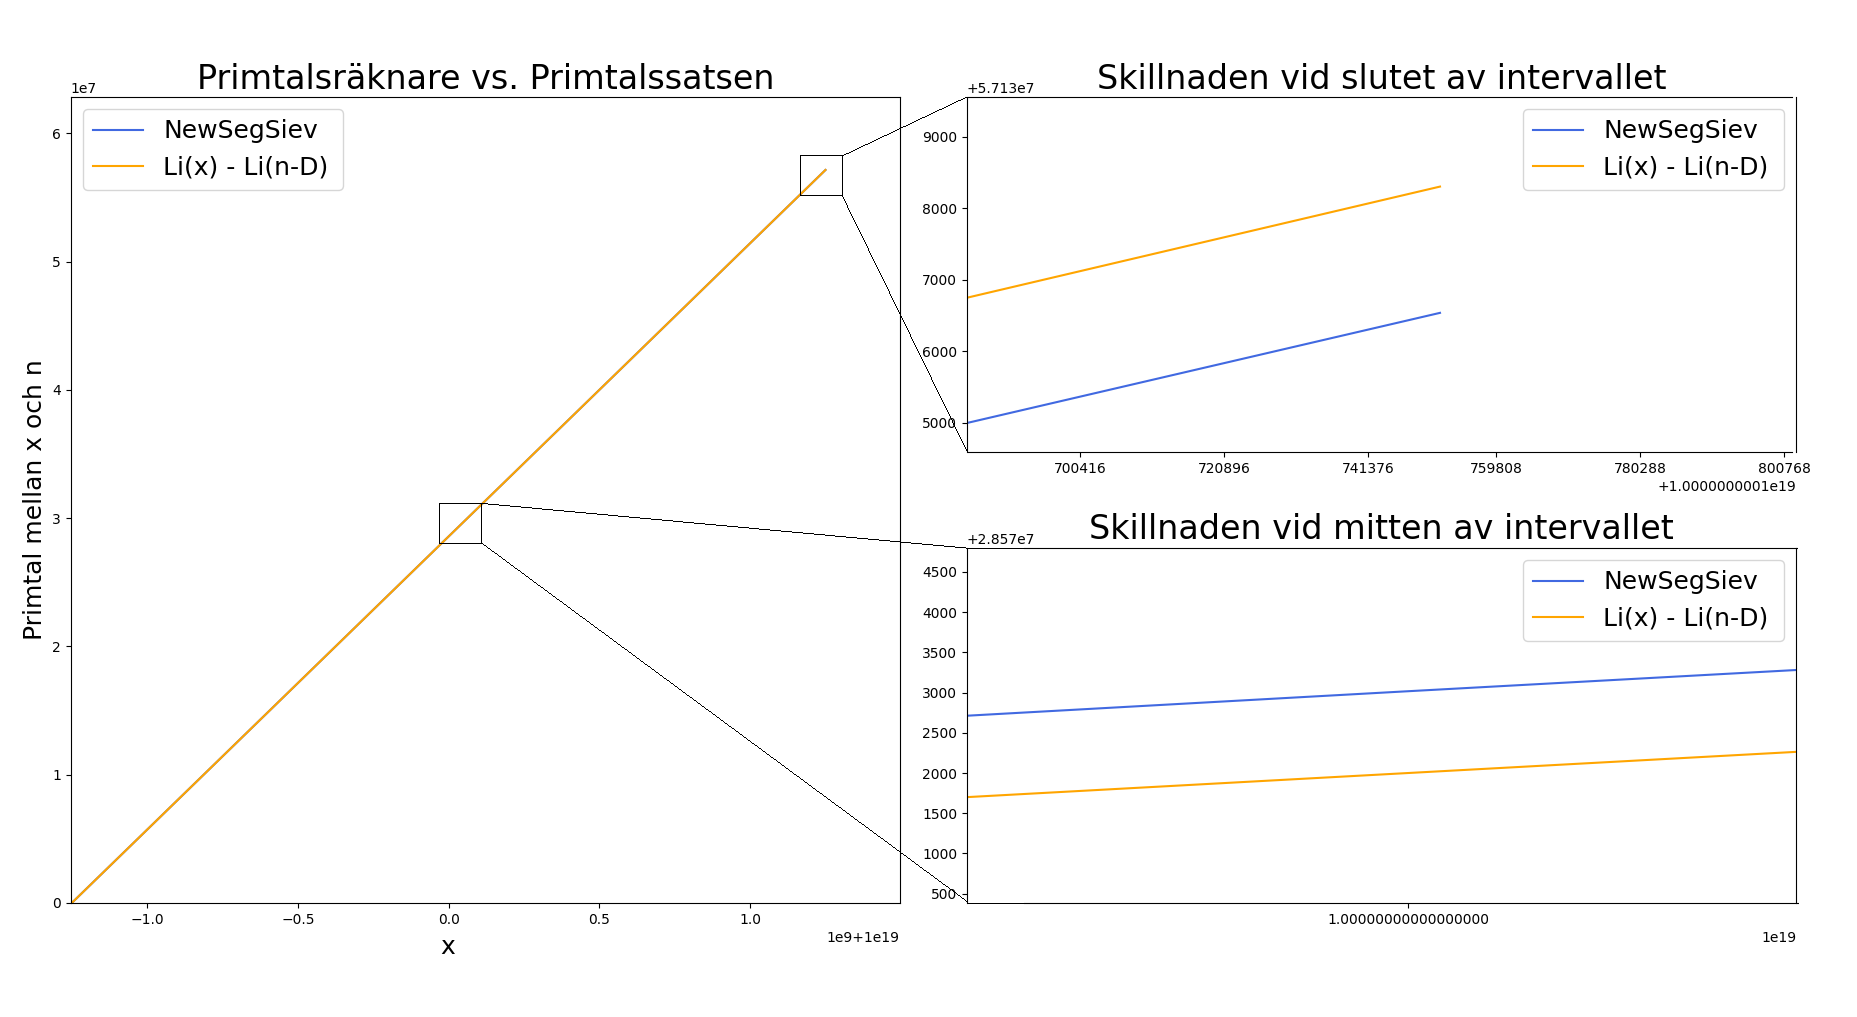 Primtalsräknare vs. Primtalssatsen
1e7
NewSegSiev
Li(x) - Li(n-D)
6
5
4
3
2
1
0
Primtal mellan x och n
−1.0 −0.5 0.0 0.5 1.0
1e9+1e19
x
Skillnaden vid slutet av intervallet
+5.713e7
NewSegSiev
Li(x) - Li(n-D)
9000
8000
7000
6000
5000
700416 720896 741376 759808 780288 800768
+1.0000000001e19
Skillnaden vid mitten av intervallet
+2.857e7
NewSegSiev
Li(x) - Li(n-D)
4500
4000
3500
3000
2500
2000
1500
1000
500
1.00000000000000000
1e19